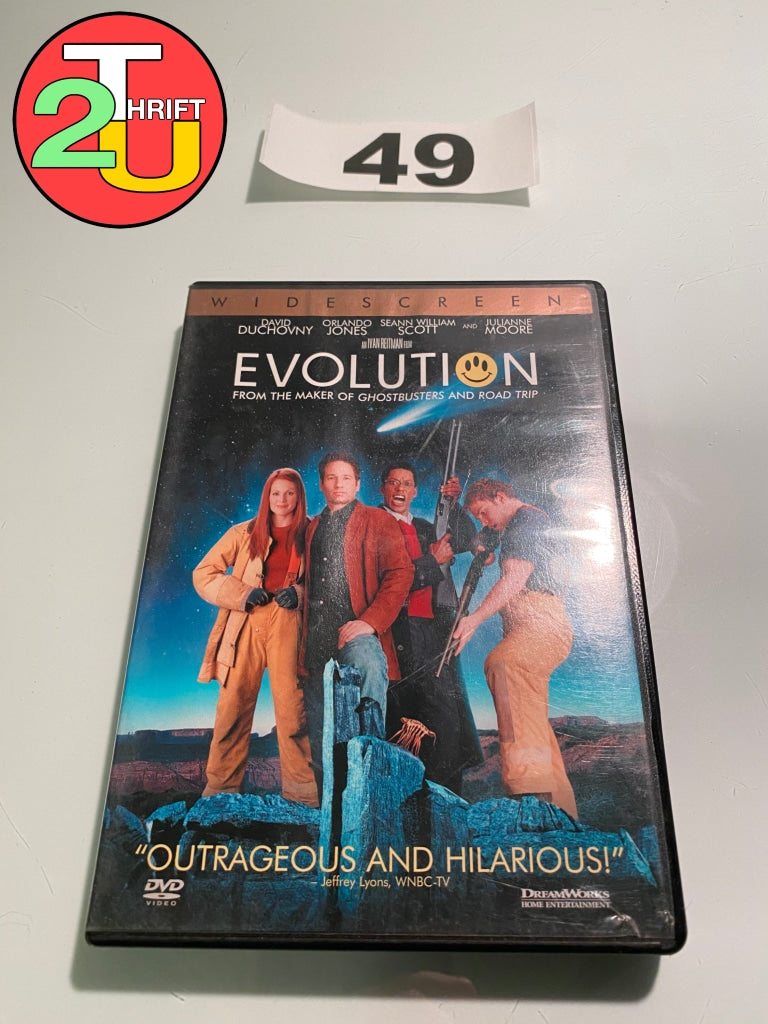 T
2 HRIFT
U
49
WIDESCREEN
DAVID DUCHOVNY ORLANDO JONES SEANN WILLIAM SCOTT AND JULIANNE MOORE
AN IVAN REITMAN FILM
EVOLUTION
FROM THE MAKER OF GHOSTBUSTERS AND ROAD TRIP
"OUTRAGEOUS AND HILARIOUS!"
– Jeffrey Lyons, WNBC-TV
DVD
VIDEO
DREAMWORKS
HOME ENTERTAINMENT